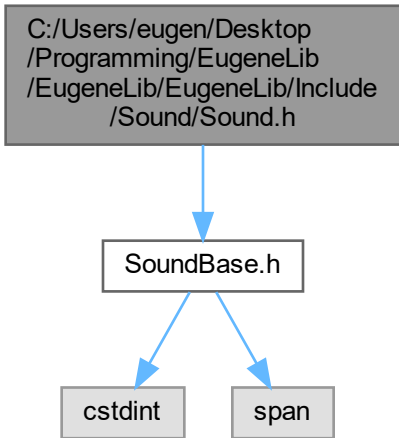 C:/Users/eugen/Desktop
/Programming/EugeneLib
/EugeneLib/EugeneLib/Include
/Sound/Sound.h
SoundBase.h
cstdint
span